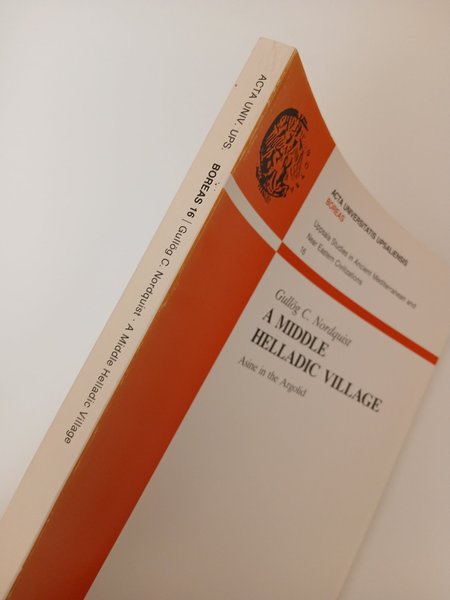 ACTA UNIV. UPS. BOREAS 16 / Gullög C. Nordquist · A Middle Helladic Village
ACTA UNIVERSITATIS UPSALIENSIS
BOREAS
Uppsala Studies in Ancient Mediterranean and
Near Eastern Civilizations
16
Gullög C. Nordquist
A MIDDLE
HELLADIC VILLAGE
Asine in the Argolid